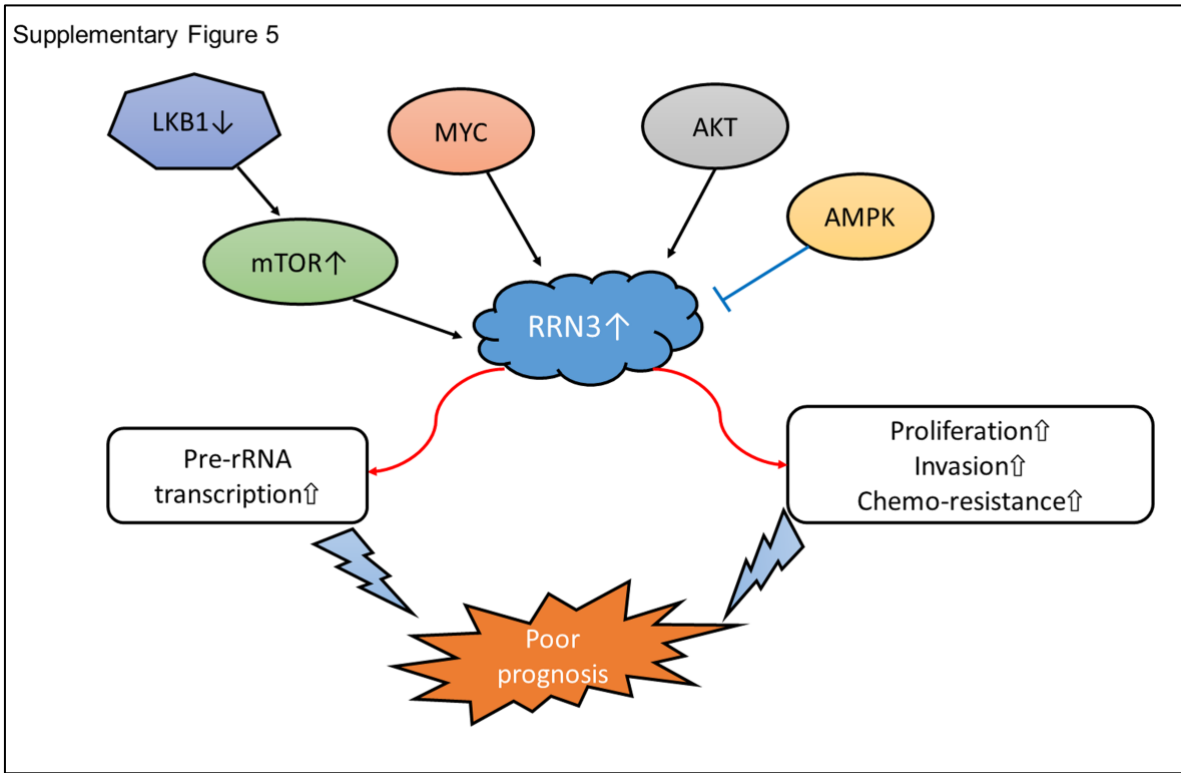 Supplementary Figure 5
LKB1↓
MYC
AKT
AMPK
mTOR↑
RRN3↑
Pre-rRNA
transcription⇧
Proliferation⇧
Invasion⇧
Chemo-resistance⇧
Poor
prognosis